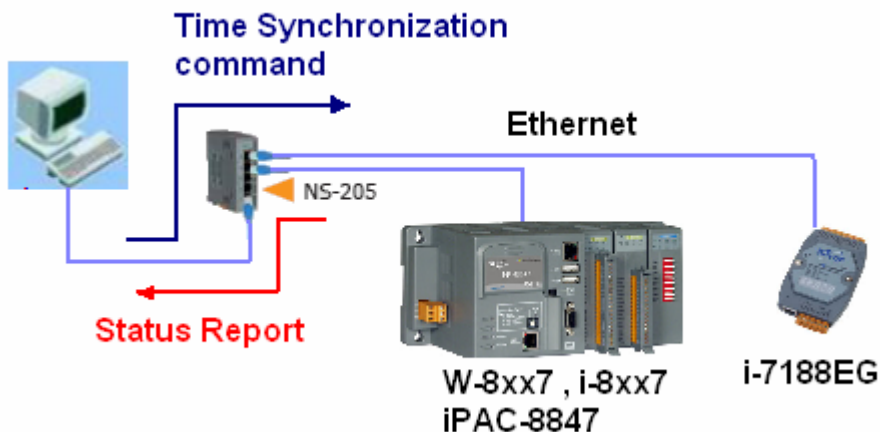 Time Synchronization
command
Ethernet
NS-205
Status Report
W-8xx7 , i-8xx7
iPAC-8847
i-7188EG